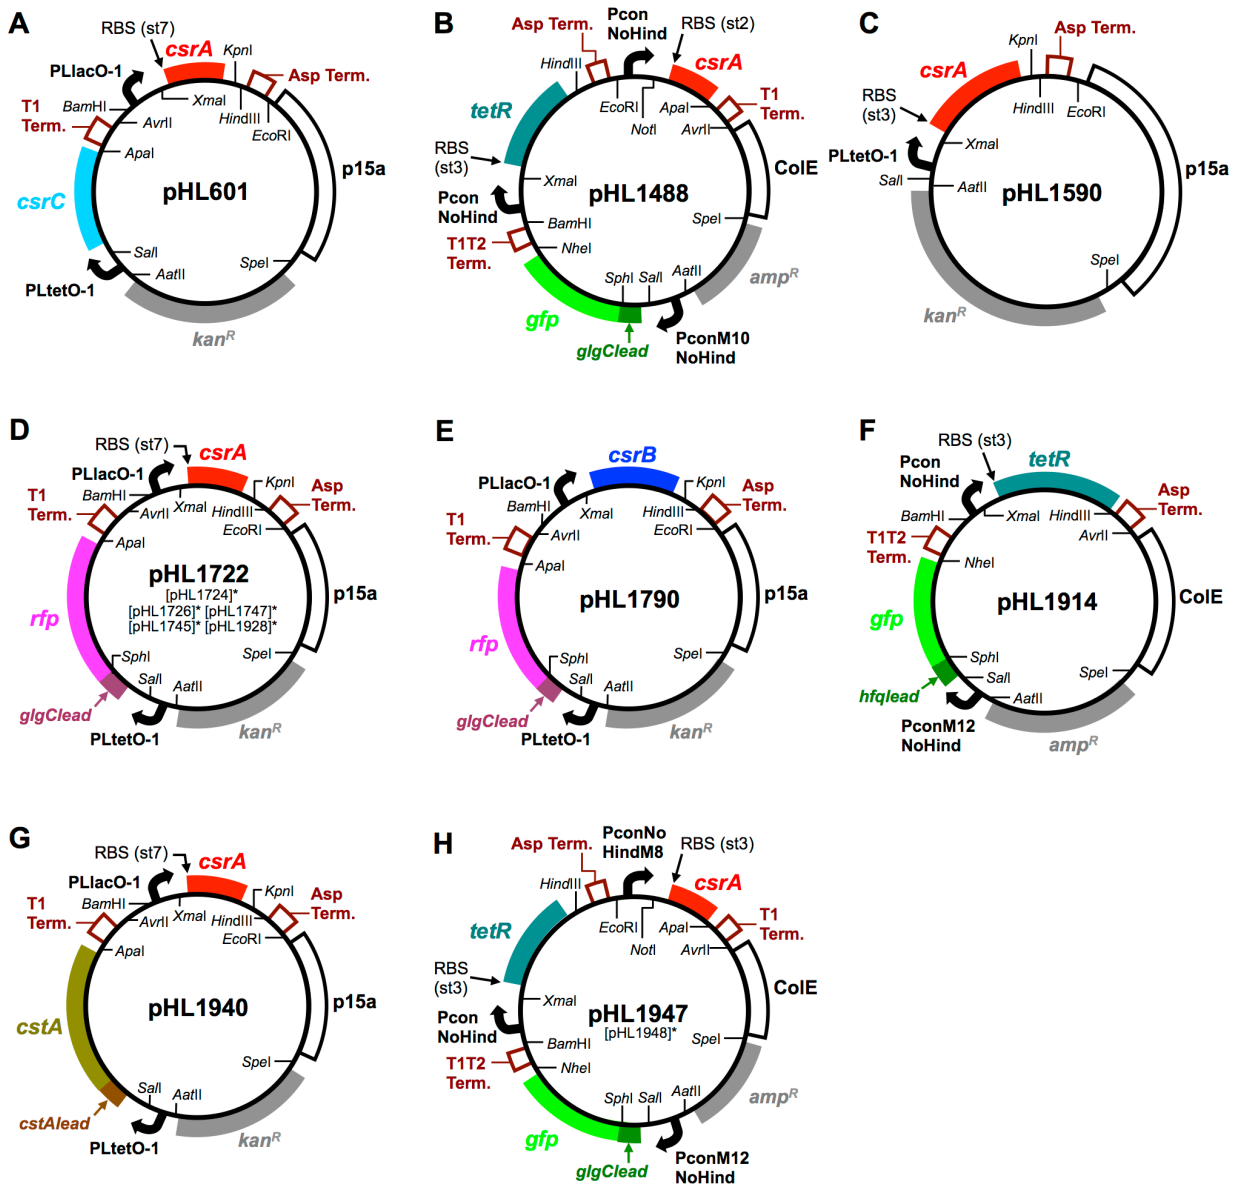 A
RBS (st7)
csrA
KpnI
PLlacO-1
Asp Term.
T1
Term.
BamHI
XmaI
AvrII
HindIII
EcoRI
ApaI
p15a
pHL601
csrC
SalI
SpeI
AatII
PLtetO-1
kanR
B
Pcon
NoHind
RBS (st2)
Asp Term.
csrA
HindIII
T1
Term.
EcoRI
ApaI
NotI
AvrII
tetR
RBS
(st3)
ColE
XmaI
pHL1488
Pcon
NoHind
SpeI
BamHI
T1T2
Term.
NheI
SphI
SalI
AatII
ampR
gfp
PconM10
NoHind
glgClead
C
KpnI
Asp Term.
csrA
RBS
(st3)
HindIII
EcoRI
XmaI
PLtetO-1
p15a
SalI
AatII
pHL1590
SpeI
kanR
D
RBS (st7)
csrA
PLlacO-1
KpnI
Asp
Term.
T1
Term.
BamHI
XmaI
AvrII
HindIII
EcoRI
ApaI
pHL1722
[pHL1724]*
[pHL1726]* [pHL1747]*
[pHL1745]* [pHL1928]*
p15a
rfp
SphI
SpeI
SalI
AatII
glgClead
PLtetO-1
kanR
E
csrB
PLlacO-1
KpnI
Asp
Term.
T1
Term.
BamHI
XmaI
AvrII
HindIII
EcoRI
ApaI
pHL1790
p15a
rfp
SphI
SpeI
SalI
AatII
glgClead
PLtetO-1
kanR
F
RBS (st3)
tetR
Pcon
NoHind
Asp
Term.
BamHI
XmaI
HindIII
AvrII
T1T2
Term.
NheI
pHL1914
ColE
gfp
SphI
SpeI
SalI
AatII
hfqlead
PconM12
NoHind
ampR
G
RBS (st7)
csrA
PLlacO-1
KpnI
Asp
Term.
T1
Term.
BamHI
XmaI
AvrII
HindIII
EcoRI
ApaI
pHL1940
p15a
cstA
SpeI
SalI
AatII
cstAlead
PLtetO-1
kanR
H
PconNo
HindM8
RBS (st3)
Asp Term.
csrA
HindIII
T1
Term.
EcoRI
ApaI
NotI
AvrII
tetR
RBS
(st3)
ColE
XmaI
pHL1947
[pHL1948]*
Pcon
NoHind
SpeI
BamHI
T1T2
Term.
NheI
SphI
SalI
AatII
ampR
gfp
PconM12
NoHind
glgClead